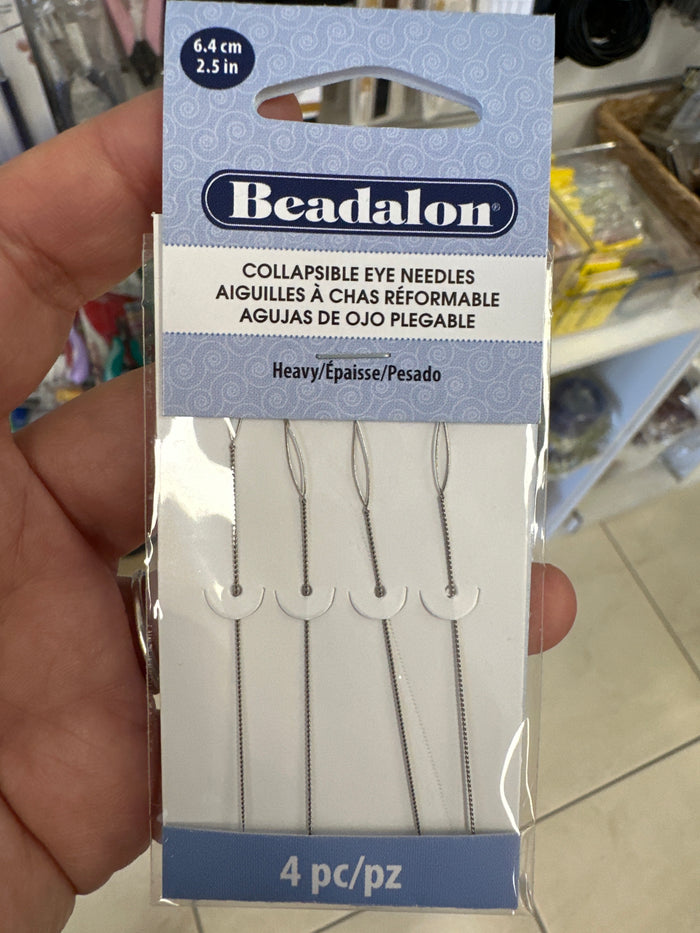 6.4 cm
2.5 in
Beadalon®
COLLAPSIBLE EYE NEEDLES
AIGUILLES À CHAS RÉFORMABLE
AGUJAS DE OJO PLEGABLE
Heavy/Épaisse/Pesado
4 pc/pz